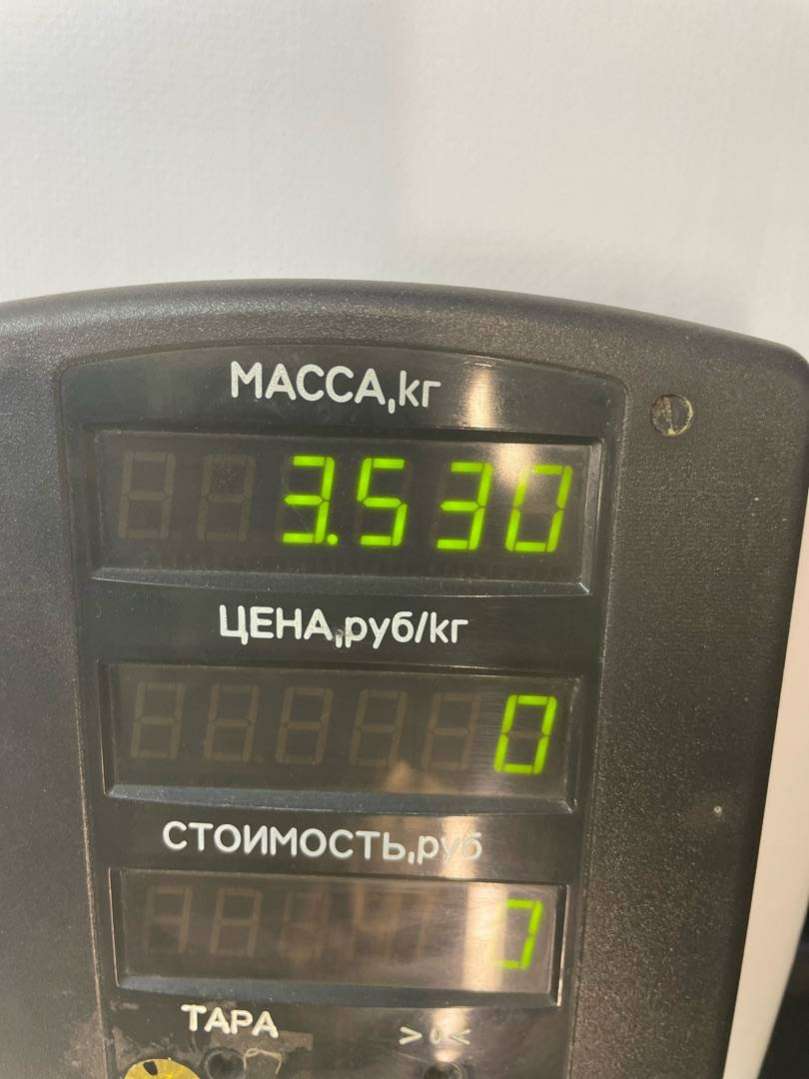 МАССА,кг
3.530
ЦЕНА,руб/кг
0
СТОИМОСТЬ,руб
0
ТАРА >0<